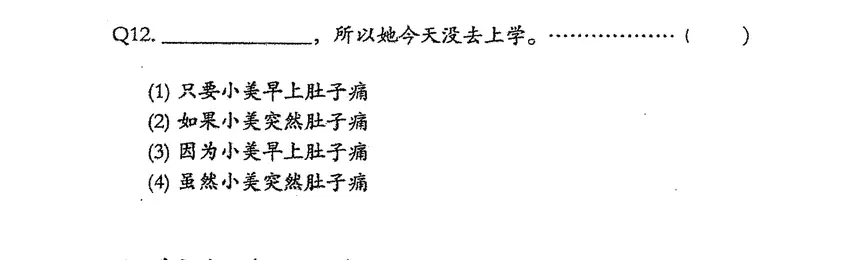 Q12. ______________，所以她今天没去上学。………………（　　）
(1) 只要小美早上肚子痛
(2) 如果小美突然肚子痛
(3) 因为小美早上肚子痛
(4) 虽然小美突然肚子痛